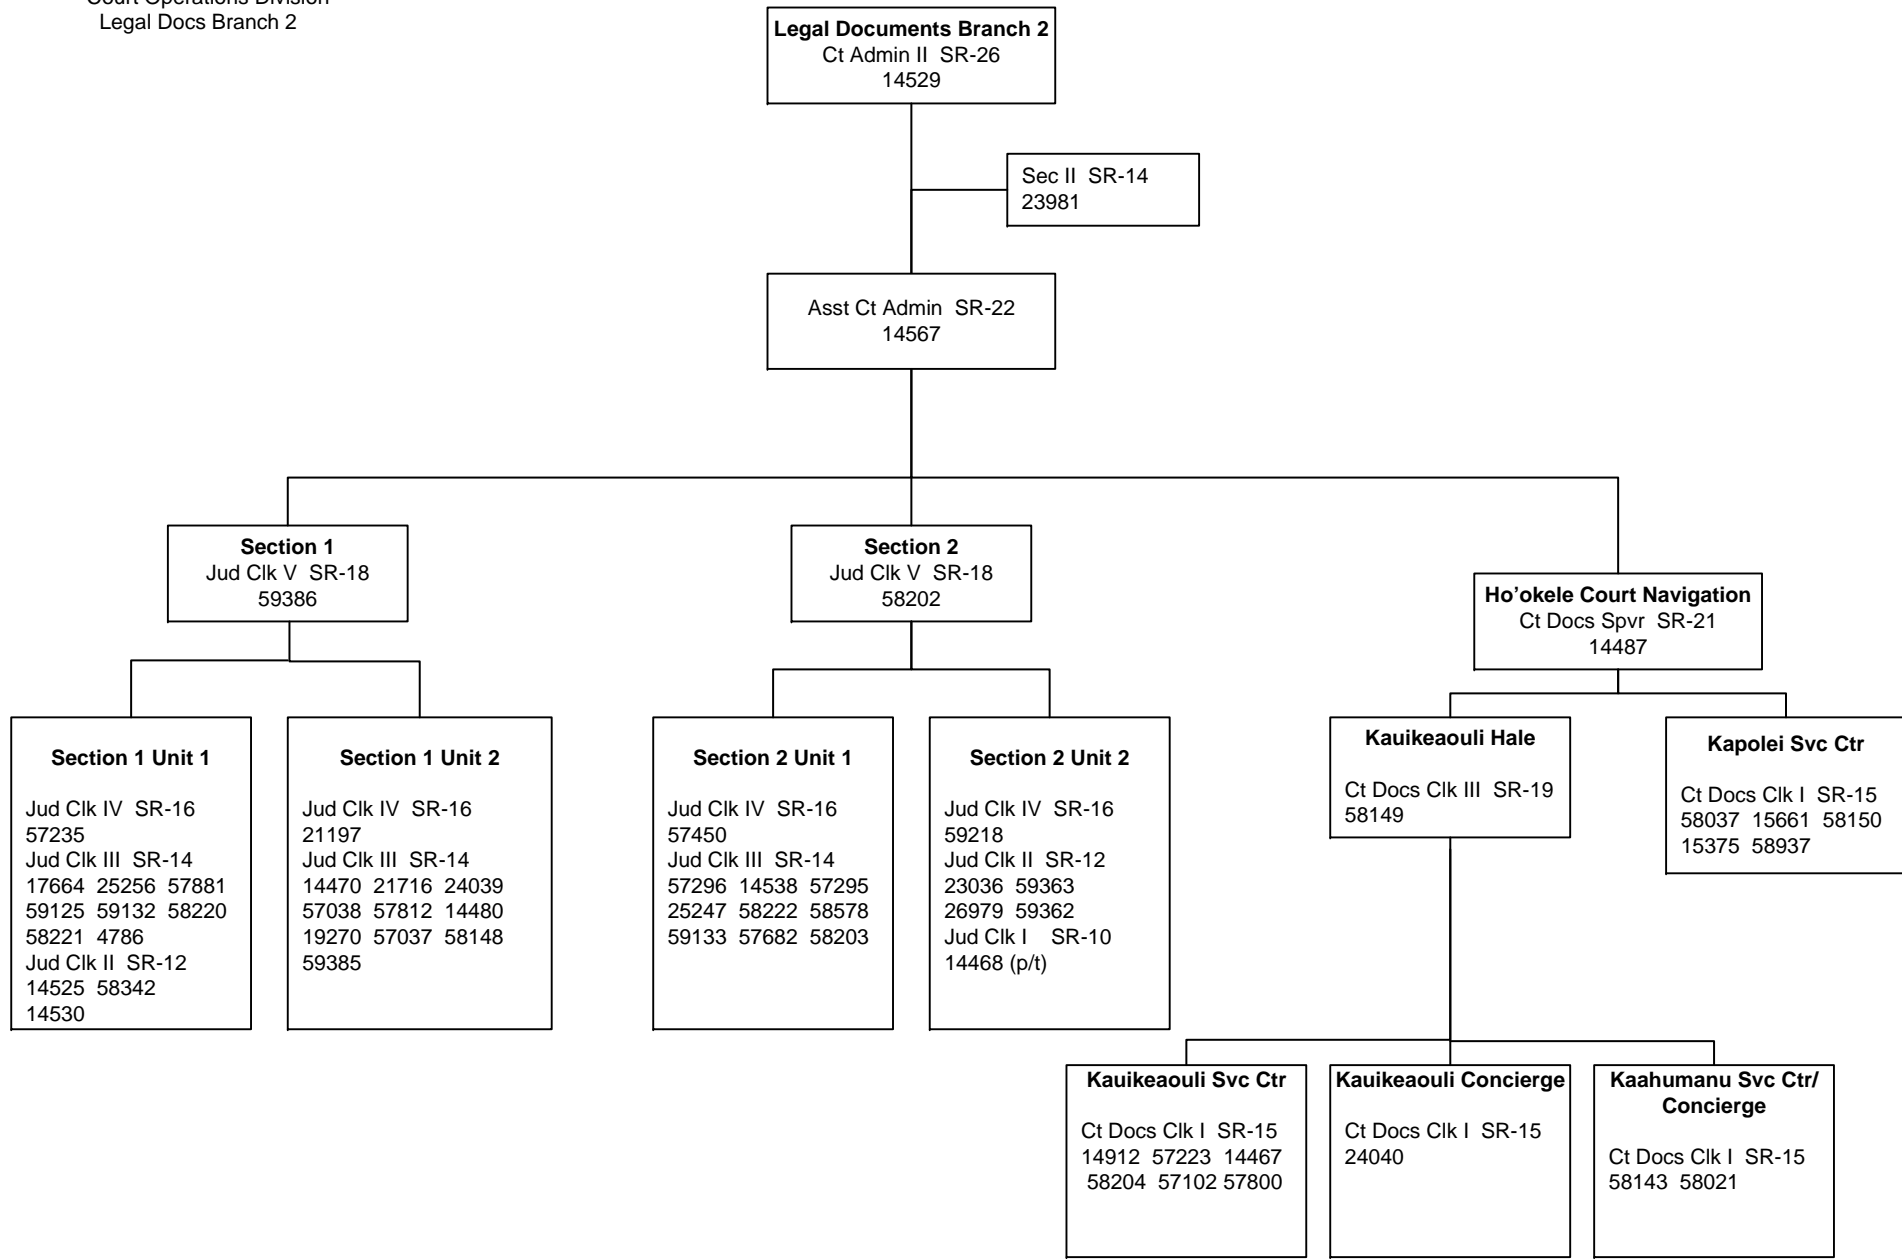 Court Operations Division
Legal Docs Branch 2
Legal Documents Branch 2
Ct Admin II  SR-26
14529
Sec II  SR-14
23981
Asst Ct Admin  SR-22
14567
Section 1
Jud Clk V  SR-18
59386
Section 2
Jud Clk V  SR-18
58202
Ho’okele Court Navigation
Ct Docs Spvr  SR-21
14487
Section 1 Unit 1
Jud Clk IV  SR-16
57235
Jud Clk III  SR-14
17664  25256  57881
59125  59132  58220
58221  4786
Jud Clk II  SR-12
14525  58342
14530
Section 1 Unit 2
Jud Clk IV  SR-16
21197
Jud Clk III  SR-14
14470  21716  24039
57038  57812  14480
19270  57037  58148
59385
Section 2 Unit 1
Jud Clk IV  SR-16
57450
Jud Clk III  SR-14
57296  14538  57295
25247  58222  58578
59133  57682  58203
Section 2 Unit 2
Jud Clk IV  SR-16
59218
Jud Clk II  SR-12
23036  59363
26979  59362
Jud Clk I    SR-10
14468 (p/t)
Kauikeaouli Hale
Ct Docs Clk III  SR-19
58149
Kapolei Svc Ctr
Ct Docs Clk I  SR-15
58037  15661  58150
15375  58937
Kauikeaouli Svc Ctr
Ct Docs Clk I  SR-15
14912  57223  14467
58204  57102 57800
Kauikeaouli Concierge
Ct Docs Clk I  SR-15
24040
Kaahumanu Svc Ctr/
Concierge
Ct Docs Clk I  SR-15
58143  58021